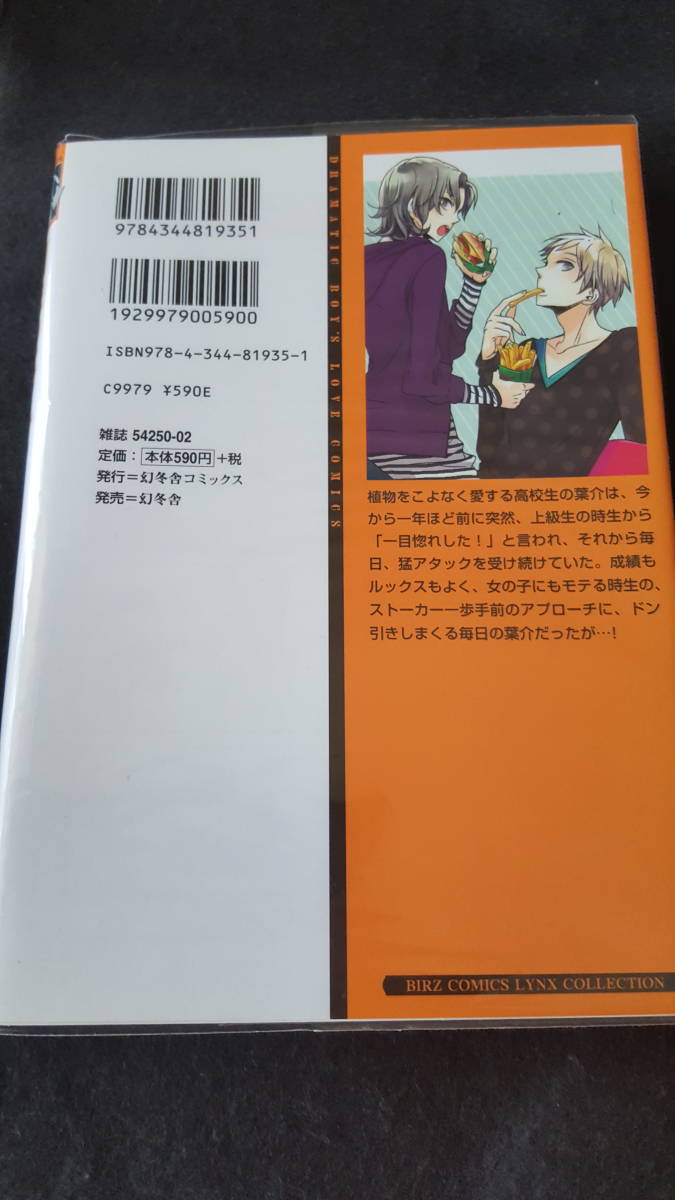 9784344819351
1929979005900
ISBN978-4-344-81935-1
C9979 ¥590E
雑誌 54250-02
定価：本体590円+税
発行＝幻冬舎コミックス
発売＝幻冬舎
DRAMATIC BOY'S LOVE COMICS
植物をこよなく愛する高校生の葉介は、今
から一年ほど前に突然、上級生の時生から
「一目惚れした！」と言われ、それから毎
日、猛アタックを受け続けていた。成績も
ルックスもよく、女の子にもモテる時生の、
ストーカー一歩手前のアプローチに、ドン
引きしまくる毎日の葉介だったが…！
BIRZ COMICS LYNX COLLECTION